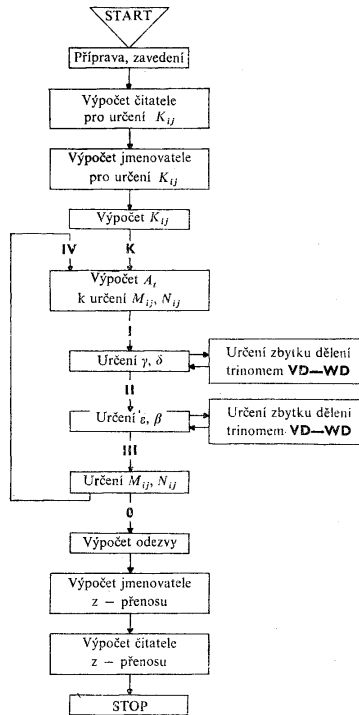 START
Příprava, zavedení
Výpočet čitatele
pro určení K_ij
Výpočet jmenovatele
pro určení K_ij
Výpočet K_ij
IV K
Výpočet A_t
k určení M_ij, N_ij
I
Určení γ, δ
Určení zbytku dělení
trinomem VD—WD
II
Určení ε, β
Určení zbytku dělení
trinomem VD—WD
III
Určení M_ij, N_ij
0
Výpočet odezvy
Výpočet jmenovatele
z – přenosu
Výpočet čitatele
z – přenosu
STOP